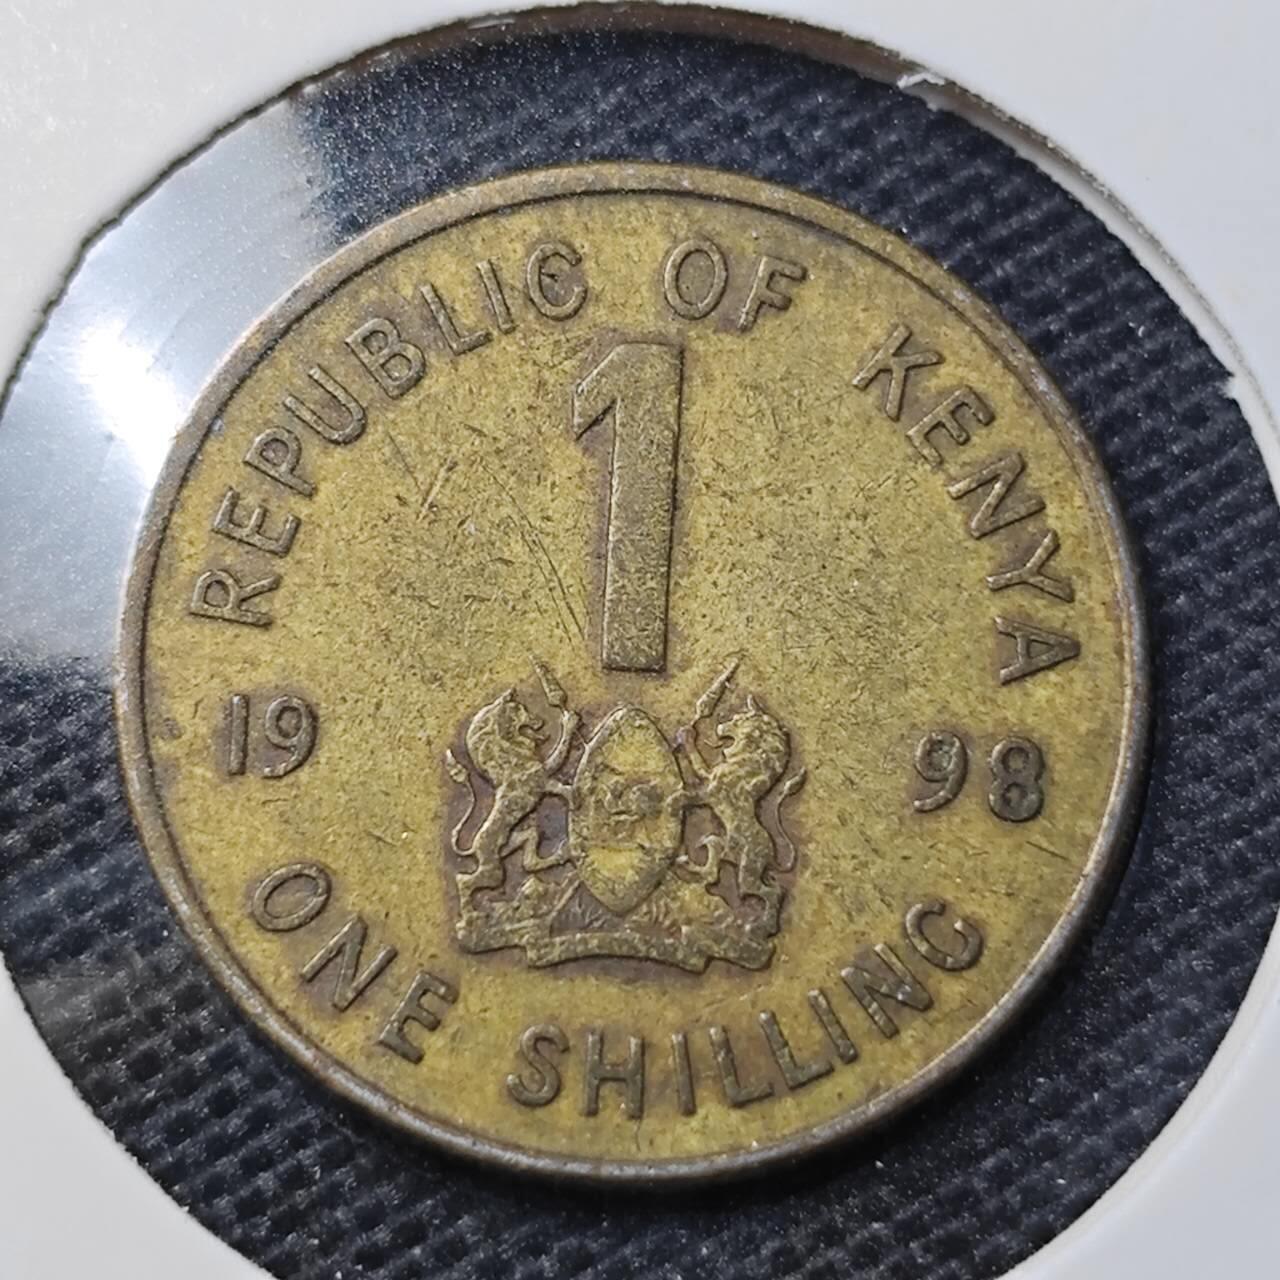 REPUBLIC OF KENYA
1
19 98
ONE SHILLING